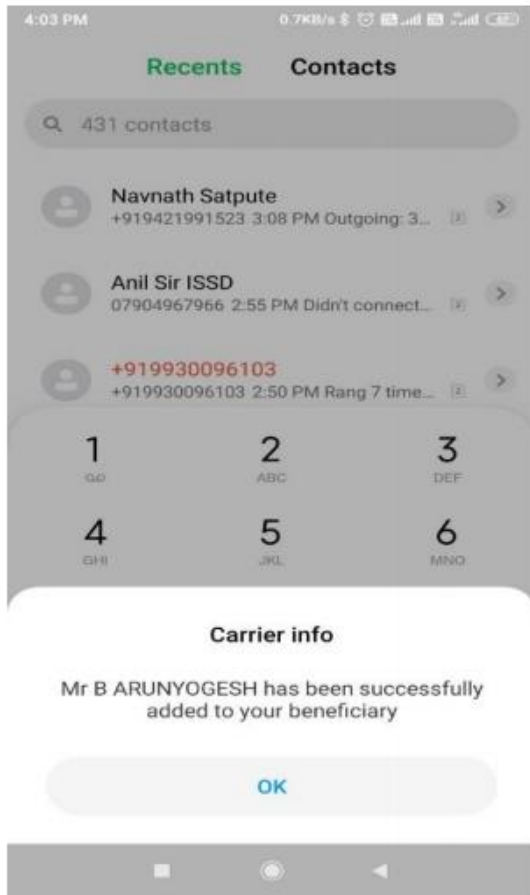 4:03 PM 0.7KB/s
Recents Contacts
431 contacts
Navnath Satpute
+919421991523 3:08 PM Outgoing: 3...
Anil Sir ISSD
07904967966 2:55 PM Didn't connect...
+919930096103
+919930096103 2:50 PM Rang 7 time...
1 2 3
ABC DEF
4 5 6
GHI JKL MNO
Carrier info
Mr B ARUNYOGESH has been successfully
added to your beneficiary
OK